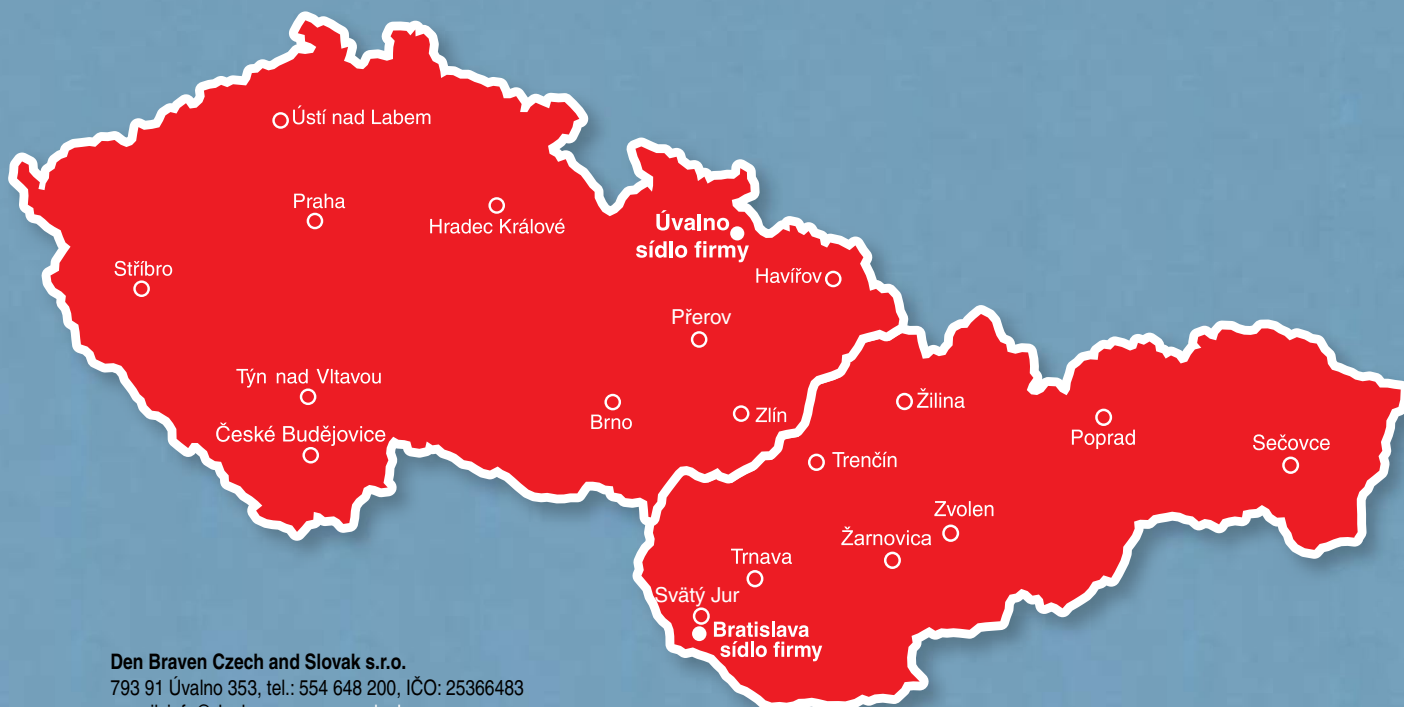 Ústí nad Labem
Praha
Hradec Králové
Úvalno
sídlo firmy
Stříbro
Havířov
Přerov
Týn nad Vltavou
České Budějovice
Brno
Zlín
Žilina
Poprad
Sečovce
Trenčín
Zvolen
Žarnovica
Trnava
Svätý Jur
Bratislava
sídlo firmy
Den Braven Czech and Slovak s.r.o.
793 91 Úvalno 353, tel.: 554 648 200, IČO: 25366483